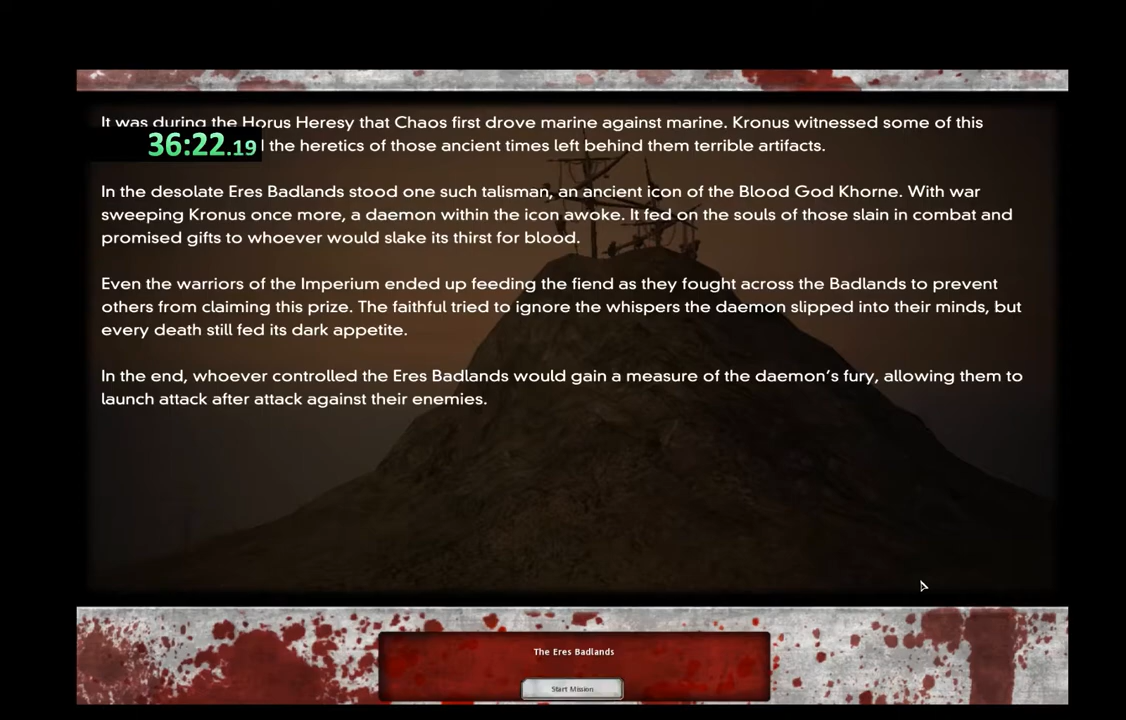 It was during the Horus Heresy that Chaos first drove marine against marine. Kronus witnessed some of this
36:22.19
the heretics of those ancient times left behind them terrible artifacts.
In the desolate Eres Badlands stood one such talisman, an ancient icon of the Blood God Khorne. With war
sweeping Kronus once more, a daemon within the icon awoke. It fed on the souls of those slain in combat and
promised gifts to whoever would slake its thirst for blood.
Even the warriors of the Imperium ended up feeding the fiend as they fought across the Badlands to prevent
others from claiming this prize. The faithful tried to ignore the whispers the daemon slipped into their minds, but
every death still fed its dark appetite.
In the end, whoever controlled the Eres Badlands would gain a measure of the daemon's fury, allowing them to
launch attack after attack against their enemies.
The Eres Badlands
Start Mission